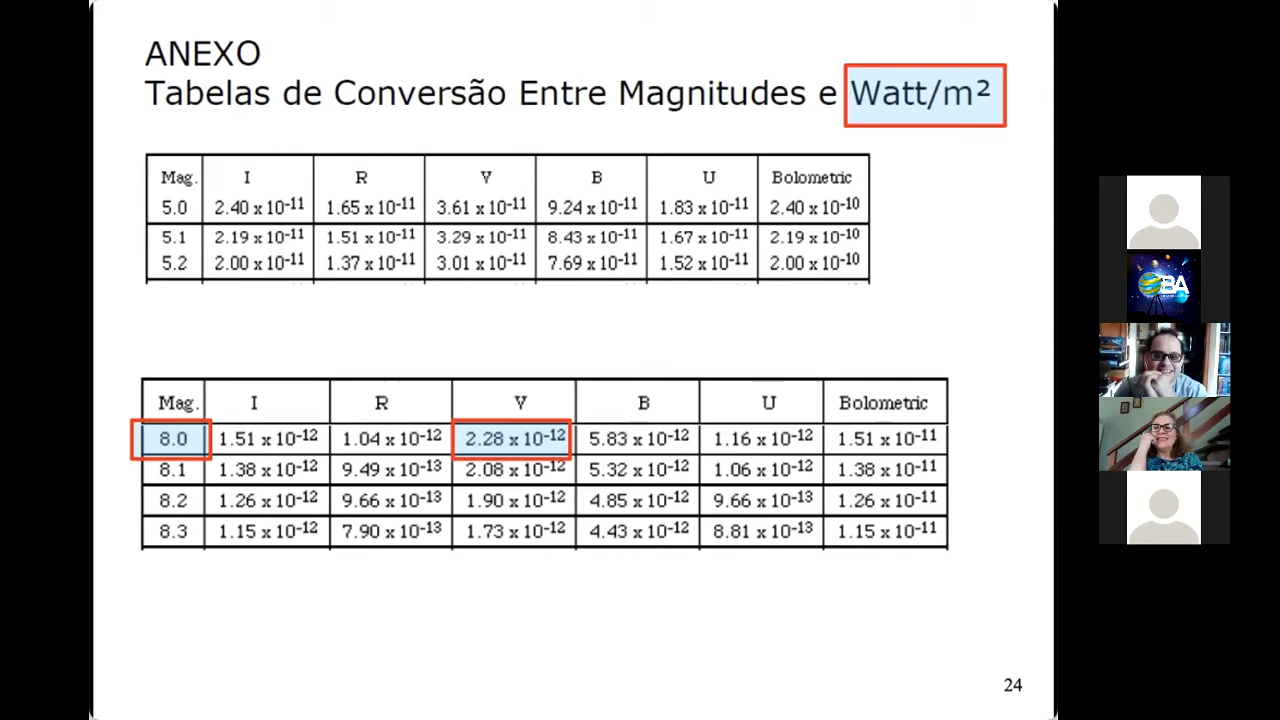 ANEXO
Tabelas de Conversão Entre Magnitudes e Watt/m²
Mag. I R V B U Bolometric
5.0 2.40 x 10-11 1.65 x 10-11 3.61 x 10-11 9.24 x 10-11 1.83 x 10-11 2.40 x 10-10
5.1 2.19 x 10-11 1.51 x 10-11 3.29 x 10-11 8.43 x 10-11 1.67 x 10-11 2.19 x 10-10
5.2 2.00 x 10-11 1.37 x 10-11 3.01 x 10-11 7.69 x 10-11 1.52 x 10-11 2.00 x 10-10
Mag. I R V B U Bolometric
8.0 1.51 x 10-12 1.04 x 10-12 2.28 x 10-12 5.83 x 10-12 1.16 x 10-12 1.51 x 10-11
8.1 1.38 x 10-12 9.49 x 10-13 2.08 x 10-12 5.32 x 10-12 1.06 x 10-12 1.38 x 10-11
8.2 1.26 x 10-12 9.66 x 10-13 1.90 x 10-12 4.85 x 10-12 9.66 x 10-13 1.26 x 10-11
8.3 1.15 x 10-12 7.90 x 10-13 1.73 x 10-12 4.43 x 10-12 8.81 x 10-13 1.15 x 10-11
24
OBA